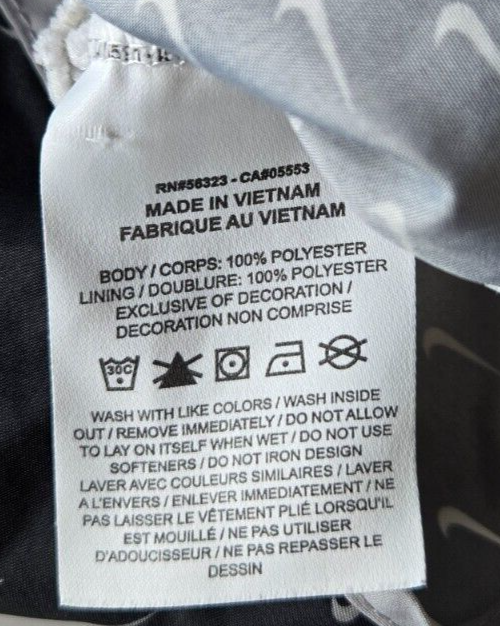 RN#56323 - CA#05553
MADE IN VIETNAM
FABRIQUE AU VIETNAM
BODY / CORPS: 100% POLYESTER
LINING / DOUBLURE: 100% POLYESTER
EXCLUSIVE OF DECORATION /
DECORATION NON COMPRISE
30C
WASH WITH LIKE COLORS / WASH INSIDE
OUT / REMOVE IMMEDIATELY / DO NOT ALLOW
TO LAY ON ITSELF WHEN WET / DO NOT USE
SOFTENERS / DO NOT IRON DESIGN
LAVER AVEC COULEURS SIMILAIRES / LAVER
A L'ENVERS / ENLEVER IMMEDIATEMENT / NE
PAS LAISSER LE VÊTEMENT PLIÉ LORSQU'IL
EST MOUILLÉ / NE PAS UTILISER
D'ADOUCISSEUR / NE PAS REPASSER LE
DESSIN